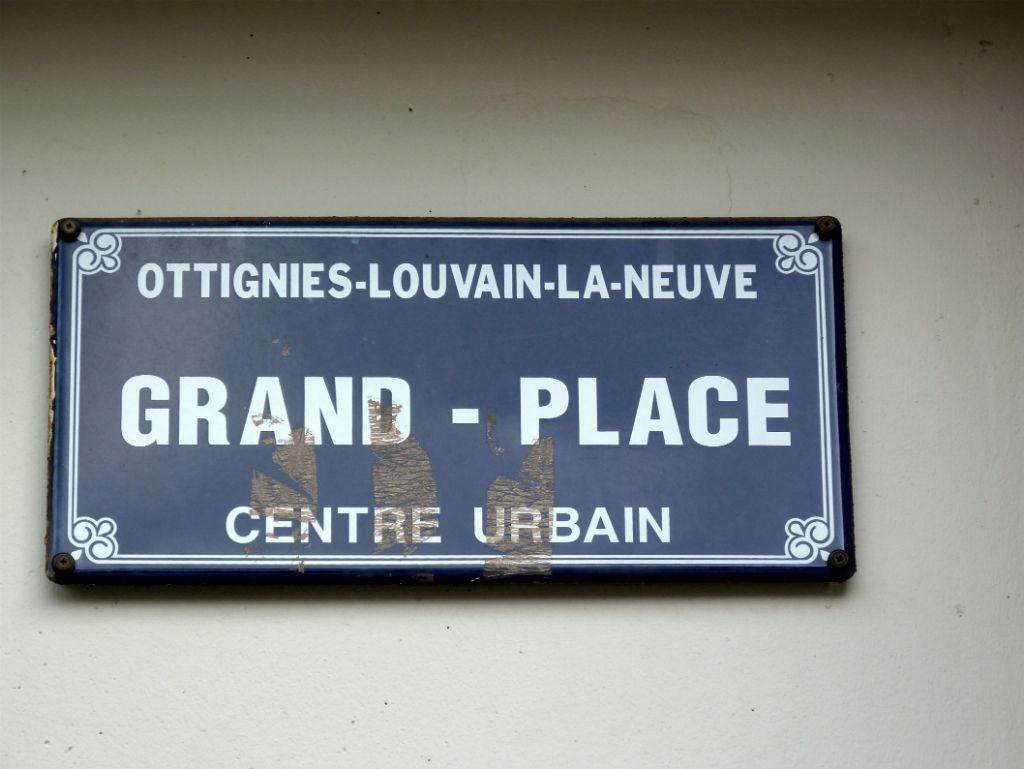 OTTIGNIES-LOUVAIN-LA-NEUVE
GRAND - PLACE
CENTRE URBAIN